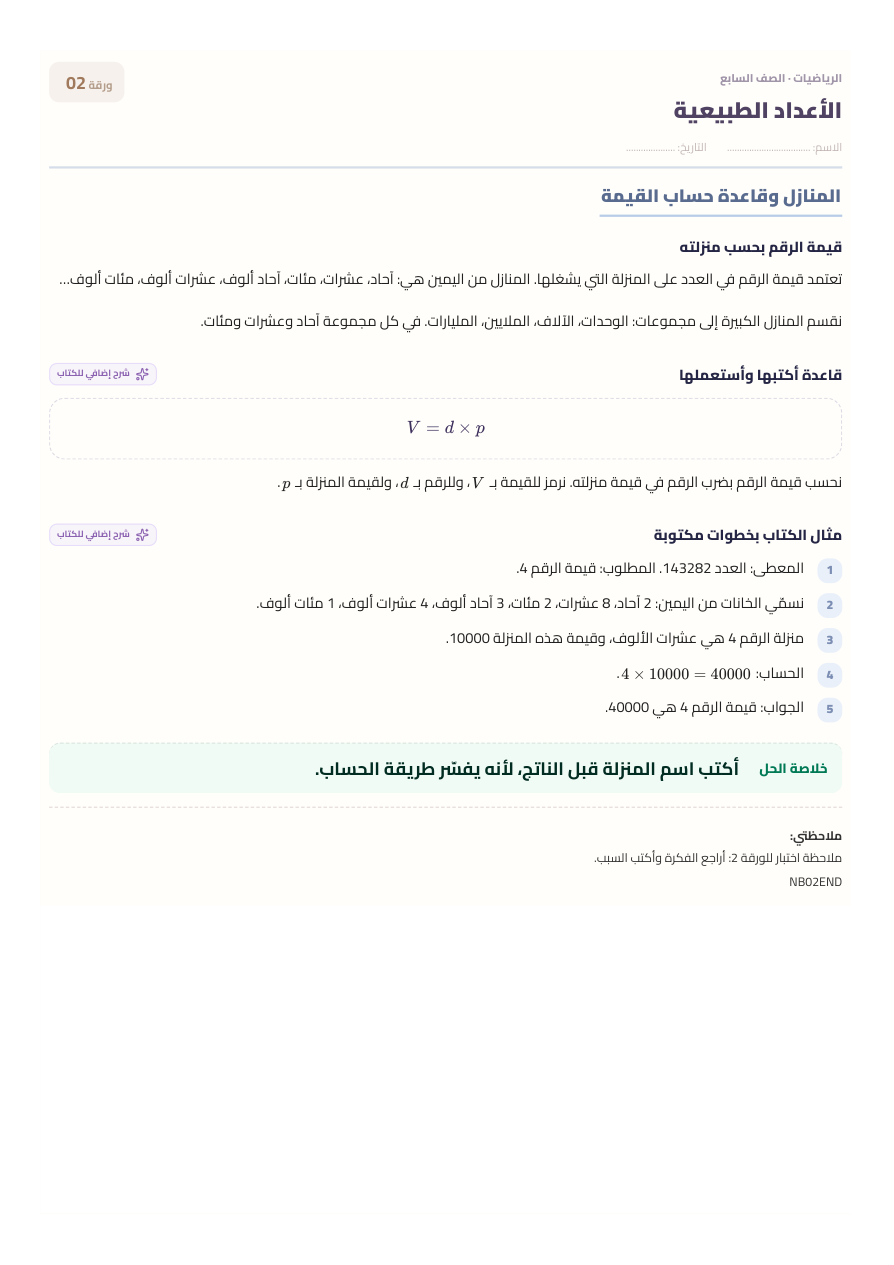 الرياضيات · الصف السابع
ورقة 02
الأعداد الطبيعية
الاسم: .................................. التاريخ: ....................
المنازل وقاعدة حساب القيمة
قيمة الرقم بحسب منزلته
تعتمد قيمة الرقم في العدد على المنزلة التي يشغلها. المنازل من اليمين هي: آحاد، عشرات، مئات، آحاد ألوف، عشرات ألوف، مئات ألوف...
نقسم المنازل الكبيرة إلى مجموعات: الوحدات، الآلاف، الملايين، المليارات. في كل مجموعة آحاد وعشرات ومئات.
قاعدة أكتبها وأستعملها
شرح إضافي للكتاب
V = d × p
نحسب قيمة الرقم بضرب الرقم في قيمة منزلته. نرمز للقيمة بـ V، وللرقم بـ d، ولقيمة المنزلة بـ p.
مثال الكتاب بخطوات مكتوبة
شرح إضافي للكتاب
1 المعطى: العدد 143282. المطلوب: قيمة الرقم 4.
2 نسمّي الخانات من اليمين: 2 آحاد، 8 عشرات، 2 مئات، 3 آحاد ألوف، 4 عشرات ألوف، 1 مئات ألوف.
3 منزلة الرقم 4 هي عشرات الألوف، وقيمة هذه المنزلة 10000.
4 الحساب: 4 × 10000 = 40000.
5 الجواب: قيمة الرقم 4 هي 40000.
خلاصة الحل أكتب اسم المنزلة قبل الناتج، لأنه يفسّر طريقة الحساب.
ملاحظتي:
ملاحظة اختبار للورقة 2: أراجع الفكرة وأكتب السبب.
NB02END